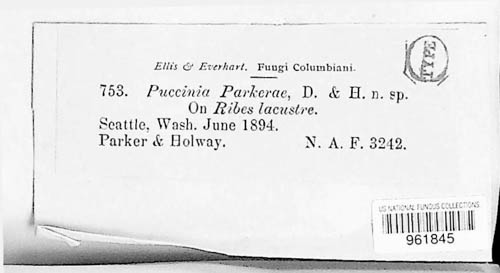 Ellis & Everhart. Fungi Columbiani.
TYPE
753. Puccinia Parkerae, D. & H. n. sp.
On Ribes lacustre.
Seattle, Wash. June 1894.
Parker & Holway. N. A. F. 3242.
US NATIONAL FUNGUS COLLECTIONS
961845